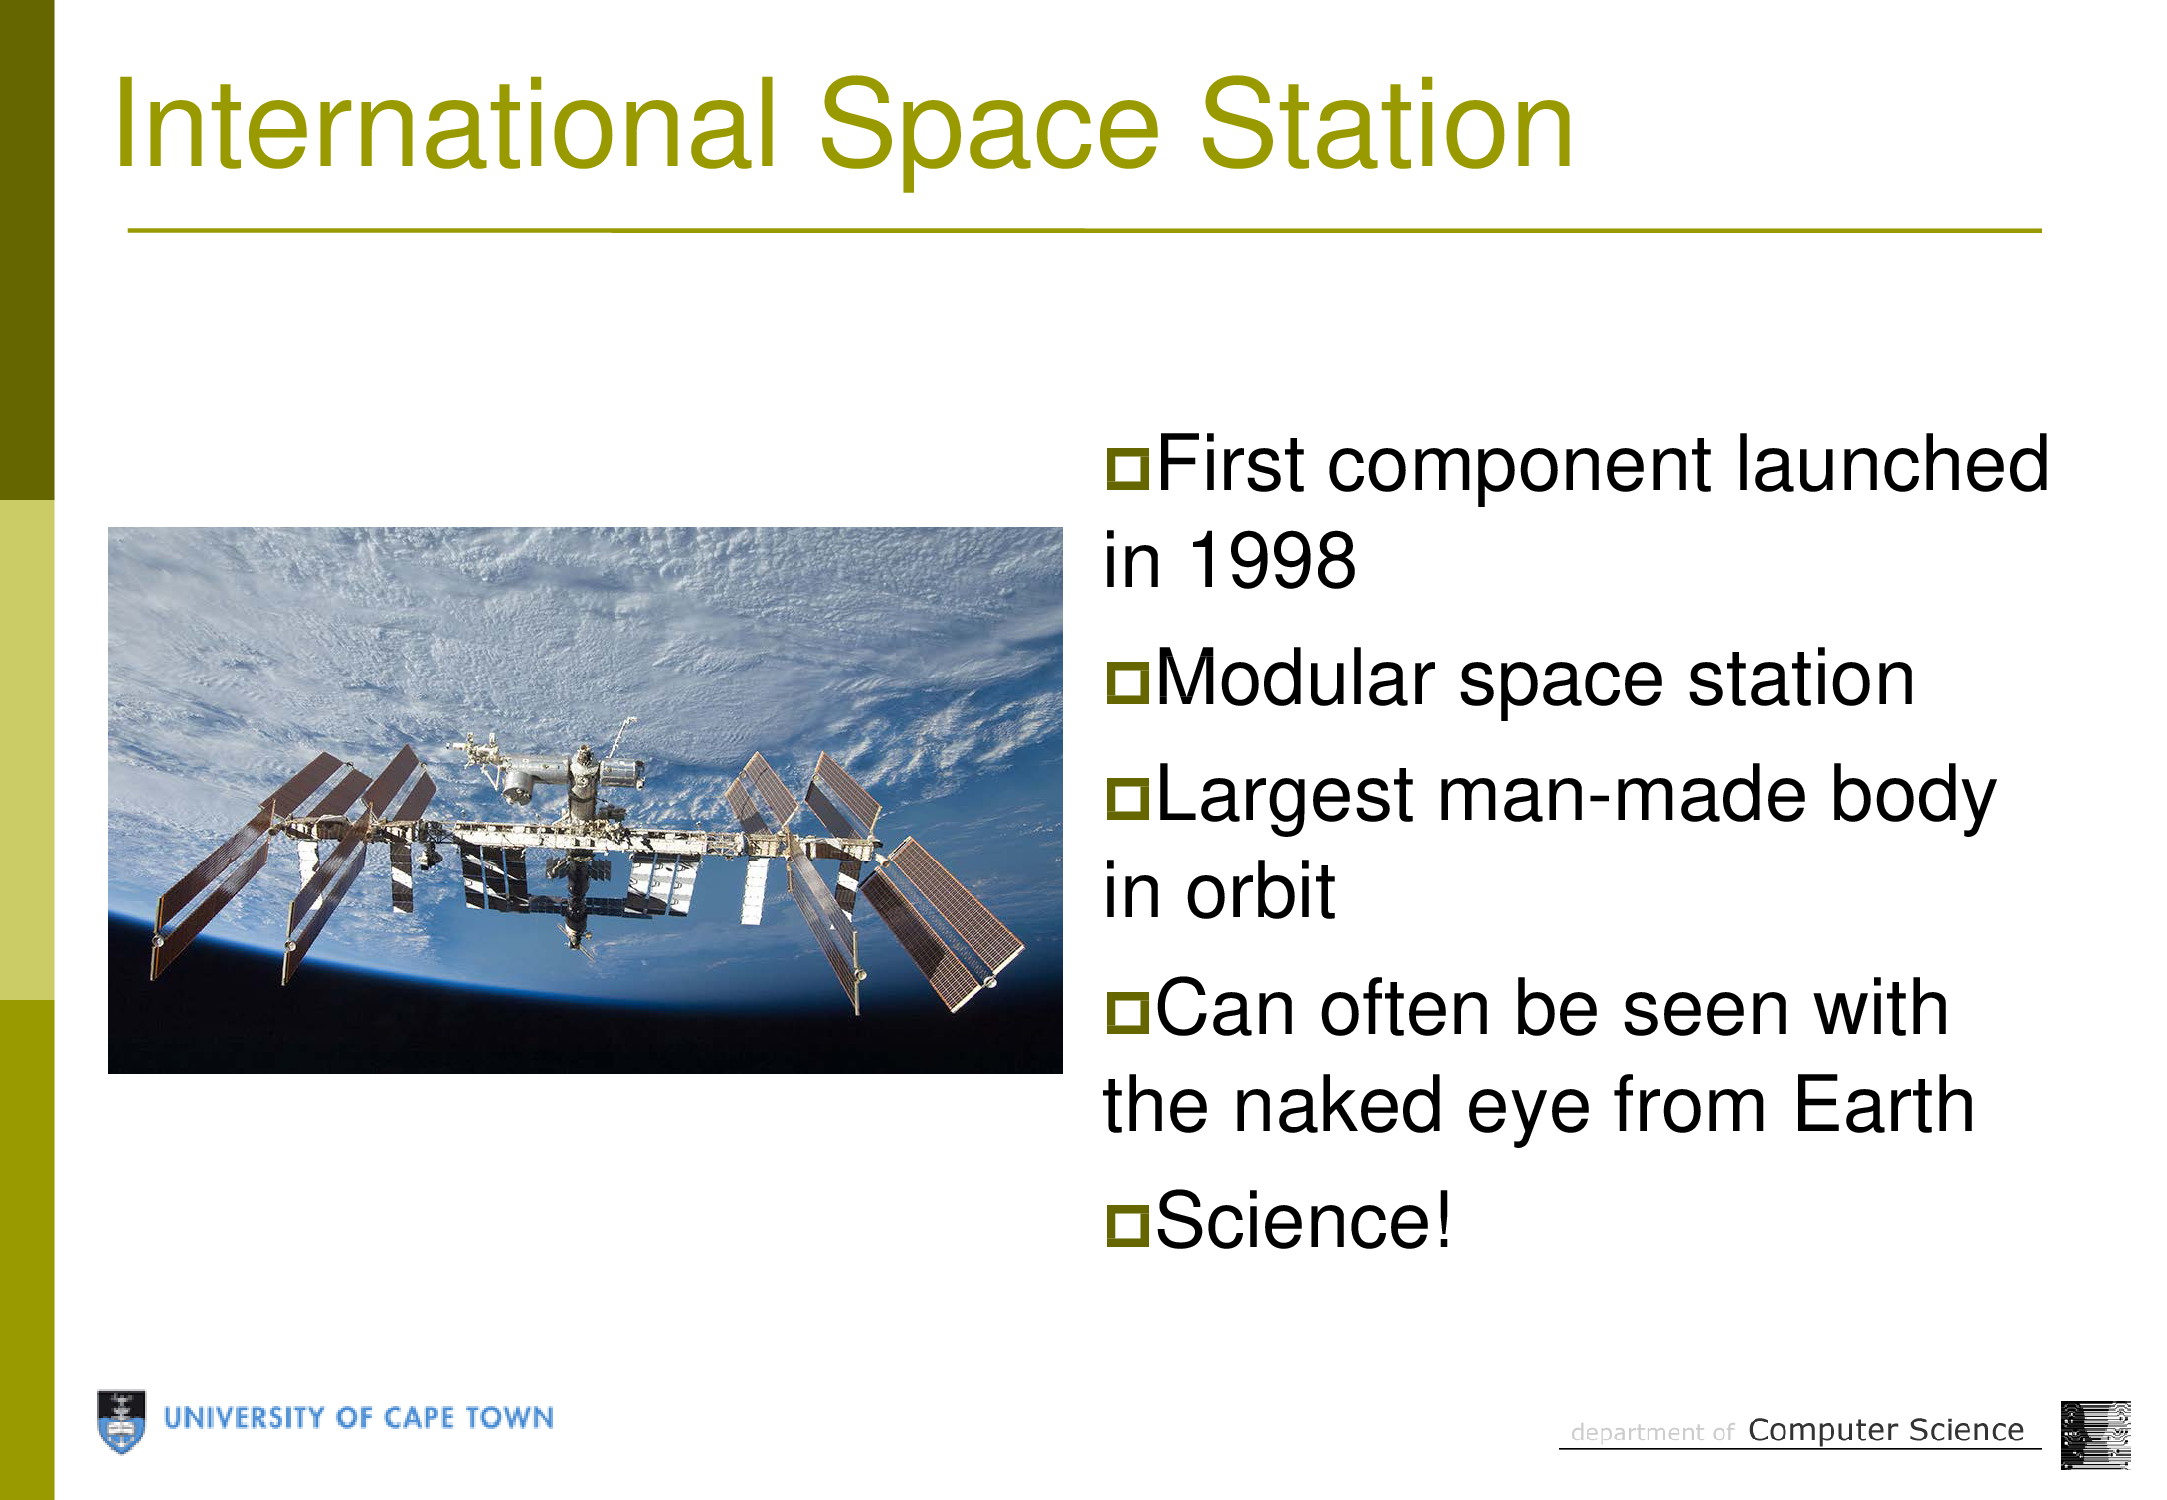 International Space Station
First component launched
in 1998
Modular space station
Largest man-made body
in orbit
Can often be seen with
the naked eye from Earth
Science!
UNIVERSITY OF CAPE TOWN
department of Computer Science